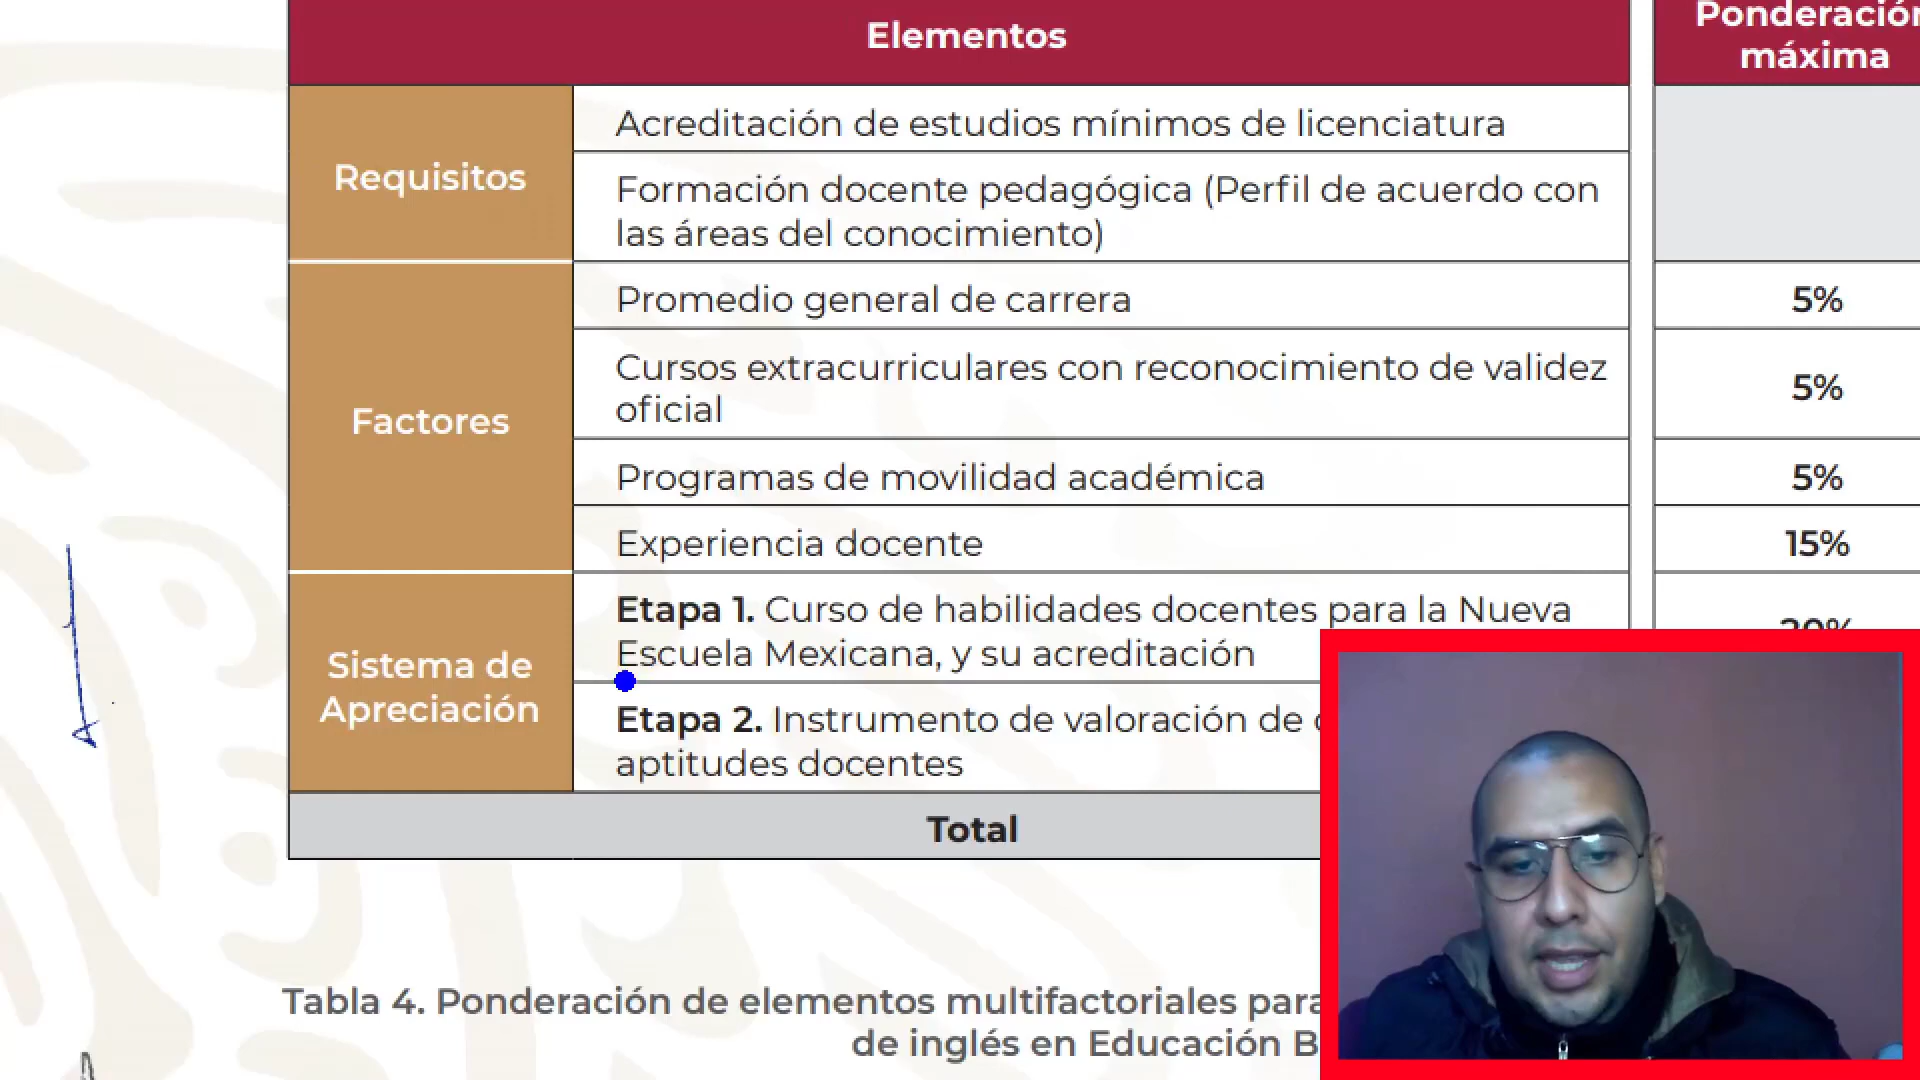 Elementos
Ponderación
máxima
Requisitos
Acreditación de estudios mínimos de licenciatura
Formación docente pedagógica (Perfil de acuerdo con
las áreas del conocimiento)
Factores
Promedio general de carrera
5%
Cursos extracurriculares con reconocimiento de validez
oficial
5%
Programas de movilidad académica
5%
Experiencia docente
15%
Sistema de
Apreciación
Etapa 1. Curso de habilidades docentes para la Nueva
Escuela Mexicana, y su acreditación
Etapa 2. Instrumento de valoración de
aptitudes docentes
Total
Tabla 4. Ponderación de elementos multifactoriales para
de inglés en Educación